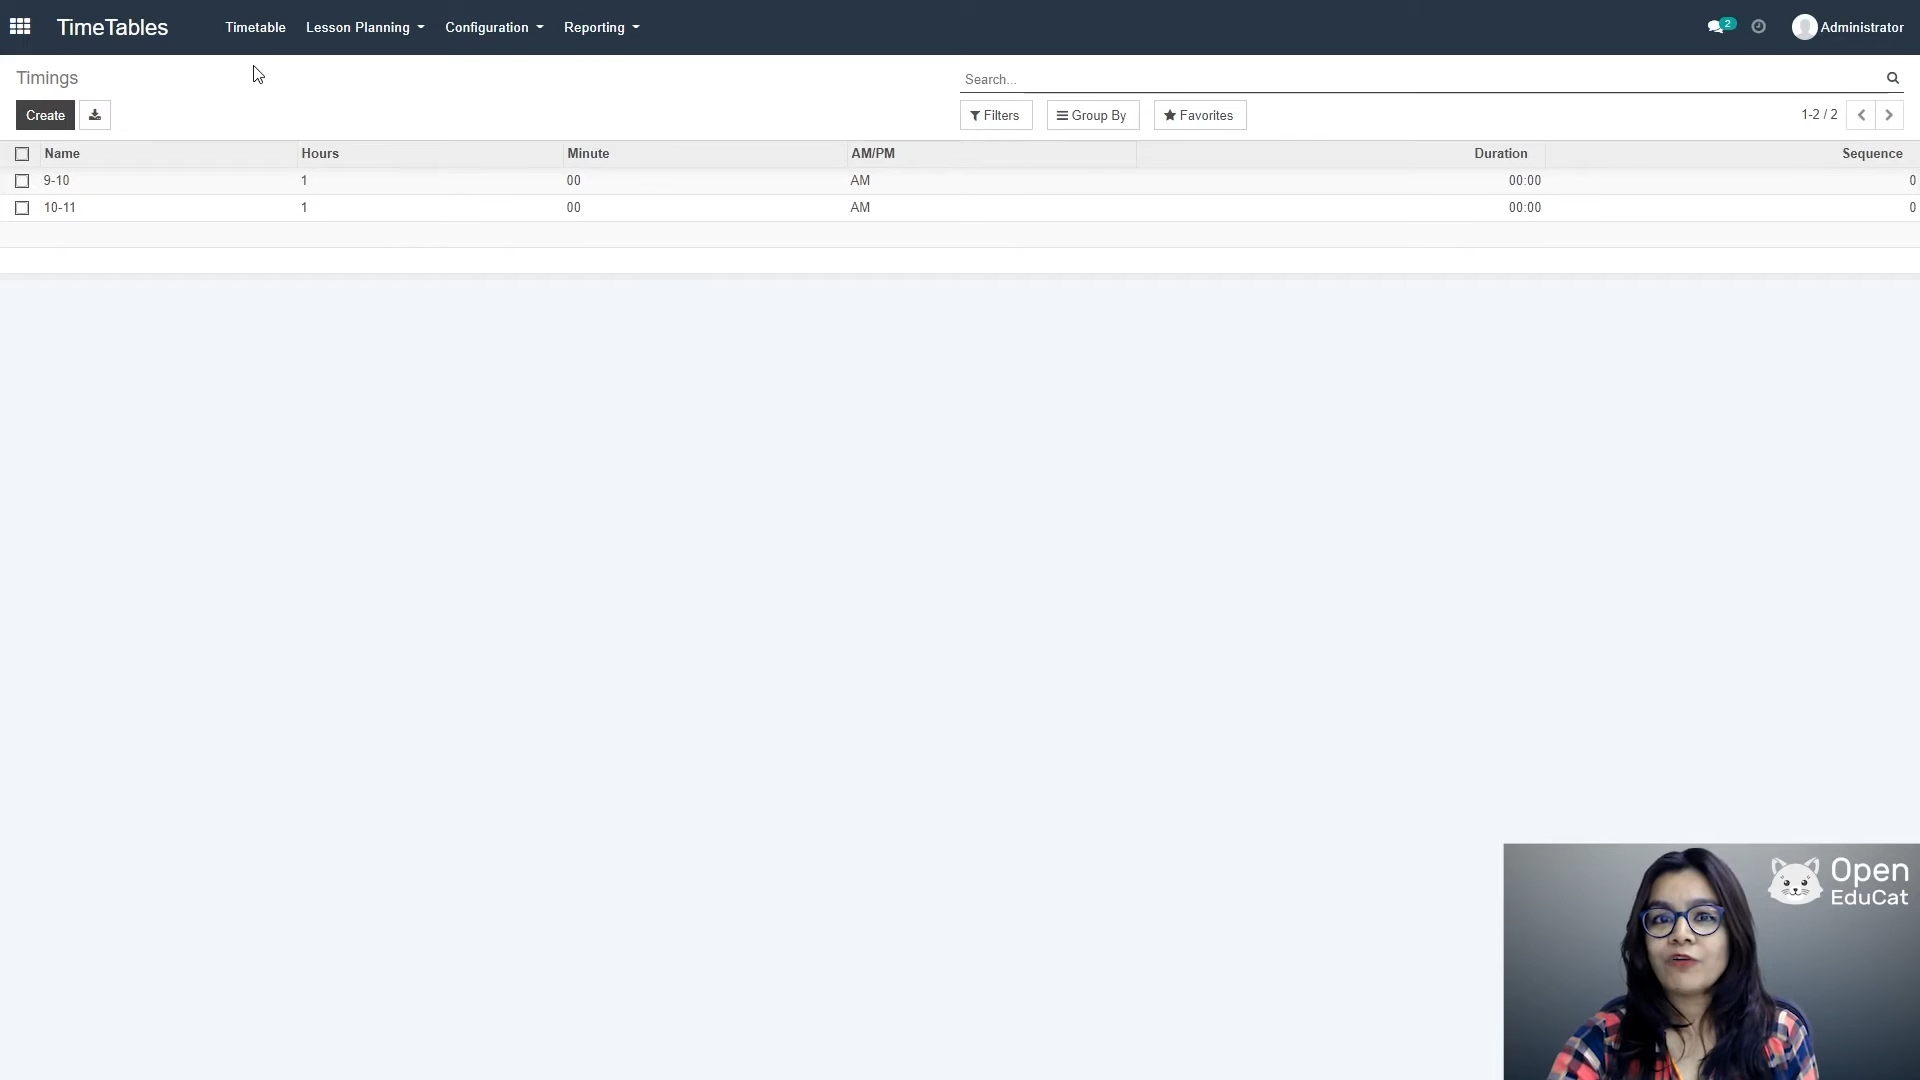 TimeTables
Timetable
Lesson Planning
Configuration
Reporting
2
Administrator
Timings
Search...
Create
Filters
Group By
Favorites
1-2 / 2
Name Hours Minute AM/PM Duration Sequence
9-10 1 00 AM 00:00 0
10-11 1 00 AM 00:00 0
Open
EduCat